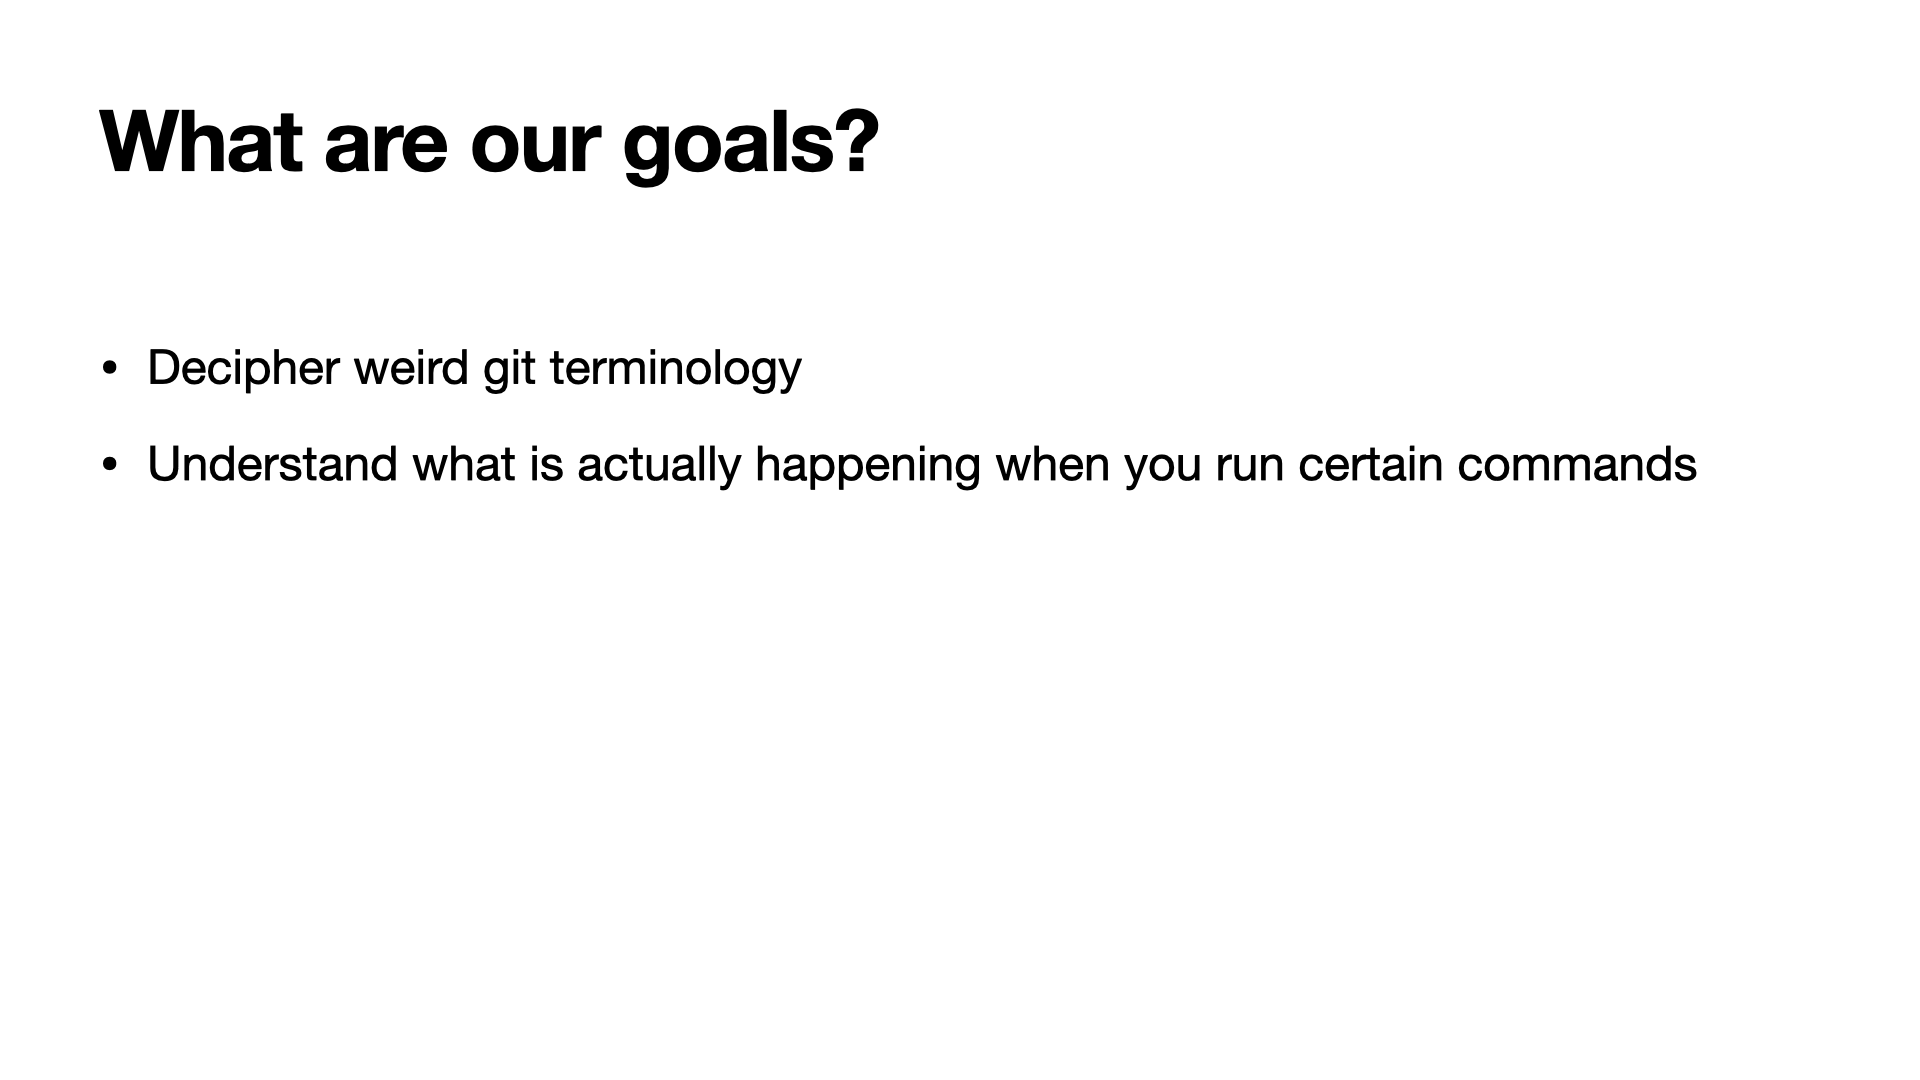 What are our goals?
• Decipher weird git terminology
• Understand what is actually happening when you run certain commands